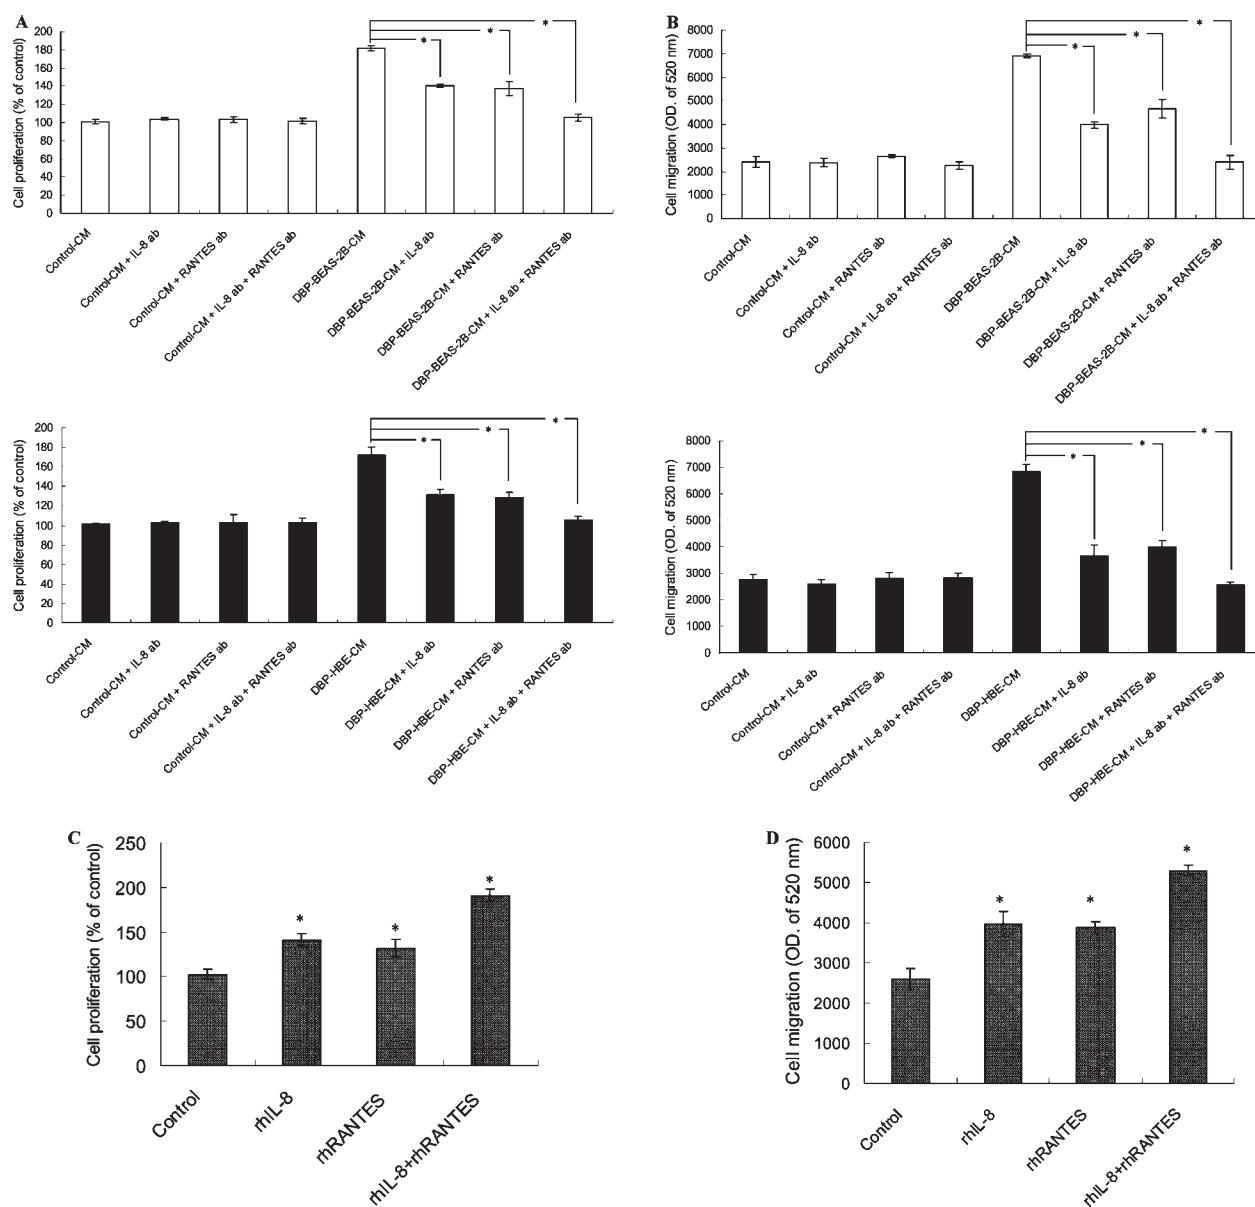 A
Cell proliferation (% of control)
200
180
160
140
120
100
80
60
40
20
0
*
*
*
Control-CM
Control-CM + IL-8 ab
Control-CM + RANTES ab
Control-CM + IL-8 ab + RANTES ab
DBP-BEAS-2B-CM
DBP-BEAS-2B-CM + IL-8 ab
DBP-BEAS-2B-CM + RANTES ab
DBP-BEAS-2B-CM + IL-8 ab + RANTES ab
B
Cell migration (OD. of 520 nm)
8000
7000
6000
5000
4000
3000
2000
1000
0
*
*
*
Control-CM
Control-CM + IL-8 ab
Control-CM + RANTES ab
Control-CM + IL-8 ab + RANTES ab
DBP-BEAS-2B-CM
DBP-BEAS-2B-CM + IL-8 ab
DBP-BEAS-2B-CM + RANTES ab
DBP-BEAS-2B-CM + IL-8 ab + RANTES ab
Cell proliferation (% of control)
200
180
160
140
120
100
80
60
40
20
0
*
*
*
Control-CM
Control-CM + IL-8 ab
Control-CM + RANTES ab
Control-CM + IL-8 ab + RANTES ab
DBP-HBE-CM
DBP-HBE-CM + IL-8 ab
DBP-HBE-CM + RANTES ab
DBP-HBE-CM + IL-8 ab + RANTES ab
Cell migration (OD. of 520 nm)
8000
7000
6000
5000
4000
3000
2000
1000
0
*
*
*
Control-CM
Control-CM + IL-8 ab
Control-CM + RANTES ab
Control-CM + IL-8 ab + RANTES ab
DBP-HBE-CM
DBP-HBE-CM + IL-8 ab
DBP-HBE-CM + RANTES ab
DBP-HBE-CM + IL-8 ab + RANTES ab
C
Cell proliferation (% of control)
250
200
150
100
50
0
*
*
*
Control
rhIL-8
rhRANTES
rhIL-8+rhRANTES
D
Cell migration (OD. of 520 nm)
6000
5000
4000
3000
2000
1000
0
*
*
*
Control
rhIL-8
rhRANTES
rhIL-8+rhRANTES